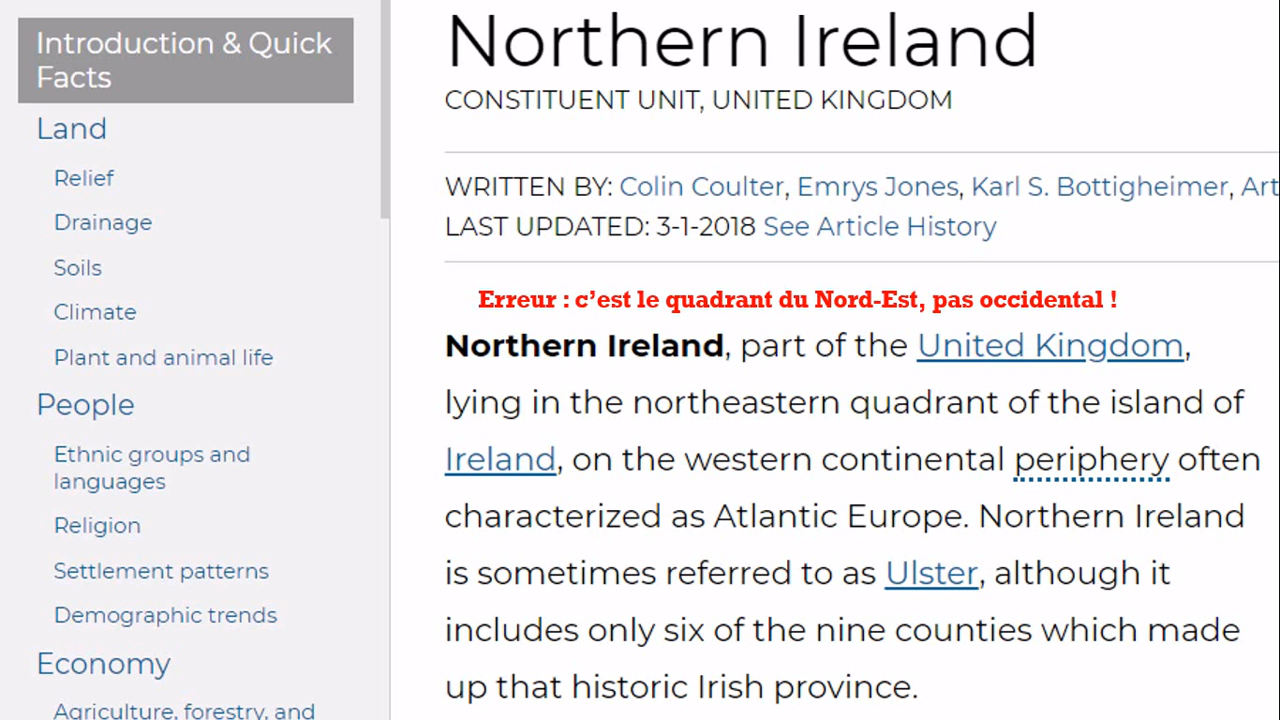 Introduction & Quick
Facts
Land
Relief
Drainage
Soils
Climate
Plant and animal life
People
Ethnic groups and
languages
Religion
Settlement patterns
Demographic trends
Economy
Agriculture, forestry, and
Northern Ireland
CONSTITUENT UNIT, UNITED KINGDOM
WRITTEN BY: Colin Coulter, Emrys Jones, Karl S. Bottigheimer, Art
LAST UPDATED: 3-1-2018 See Article History
Erreur : c’est le quadrant du Nord-Est, pas occidental !
Northern Ireland, part of the United Kingdom,
lying in the northeastern quadrant of the island of
Ireland, on the western continental periphery often
characterized as Atlantic Europe. Northern Ireland
is sometimes referred to as Ulster, although it
includes only six of the nine counties which made
up that historic Irish province.